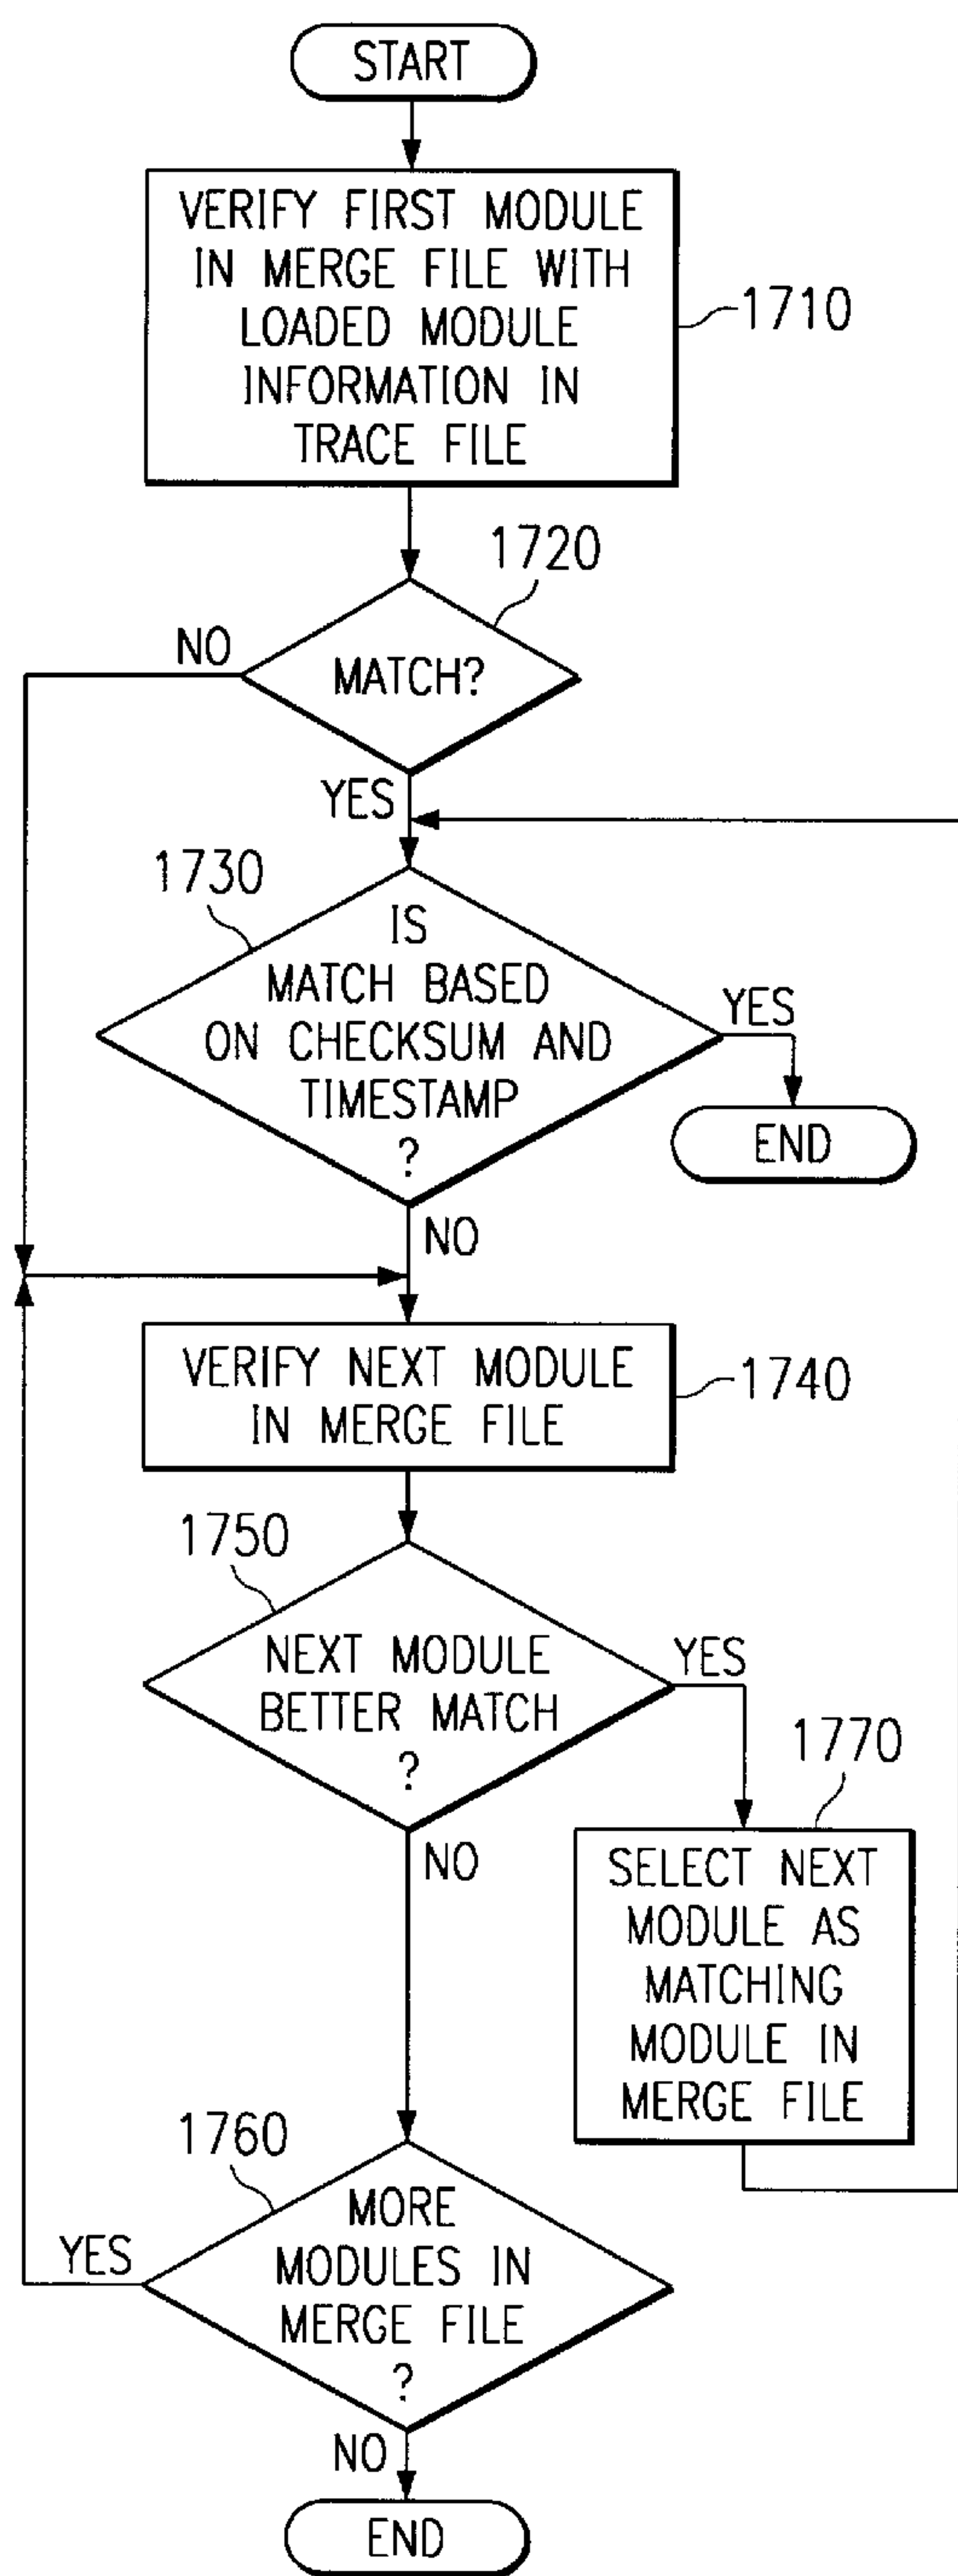 START
VERIFY FIRST MODULE
IN MERGE FILE WITH
LOADED MODULE
INFORMATION IN
TRACE FILE
1710
1720
NO
MATCH?
YES
1730
IS
MATCH BASED
ON CHECKSUM AND
TIMESTAMP
?
YES
END
NO
VERIFY NEXT MODULE
IN MERGE FILE
1740
1750
NEXT MODULE
BETTER MATCH
?
YES
1770
NO
SELECT NEXT
MODULE AS
MATCHING
MODULE IN
MERGE FILE
1760
YES
MORE
MODULES IN
MERGE FILE
?
NO
END